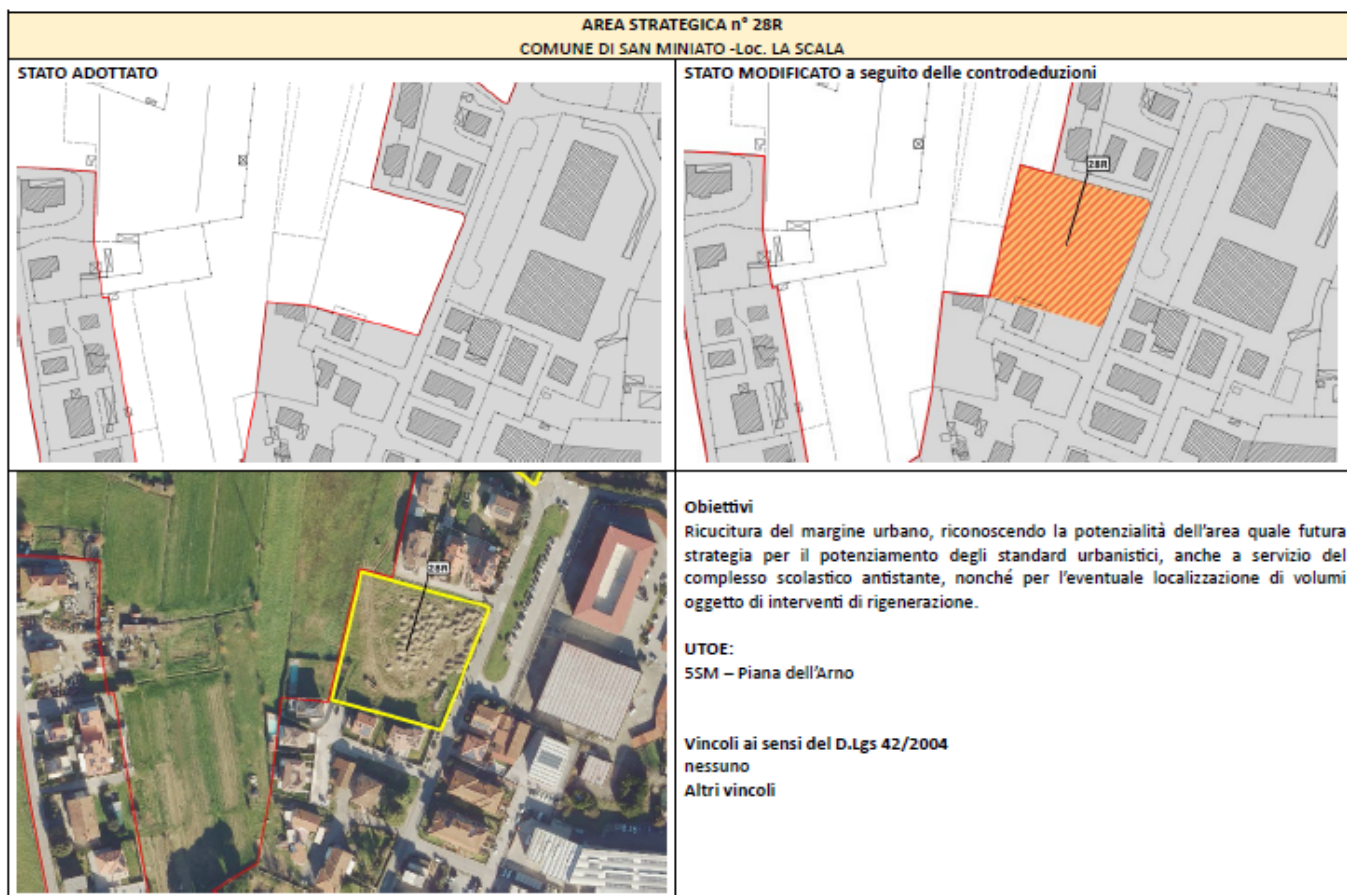 AREA STRATEGICA n° 28R
COMUNE DI SAN MINIATO -Loc. LA SCALA
STATO ADOTTATO
STATO MODIFICATO a seguito delle controdeduzioni
28R
28R
Obiettivi
Ricucitura del margine urbano, riconoscendo la potenzialità dell'area quale futura
strategia per il potenziamento degli standard urbanistici, anche a servizio del
complesso scolastico antistante, nonché per l'eventuale localizzazione di volumi
oggetto di interventi di rigenerazione.
UTOE:
5SM – Piana dell'Arno
Vincoli ai sensi del D.Lgs 42/2004
nessuno
Altri vincoli